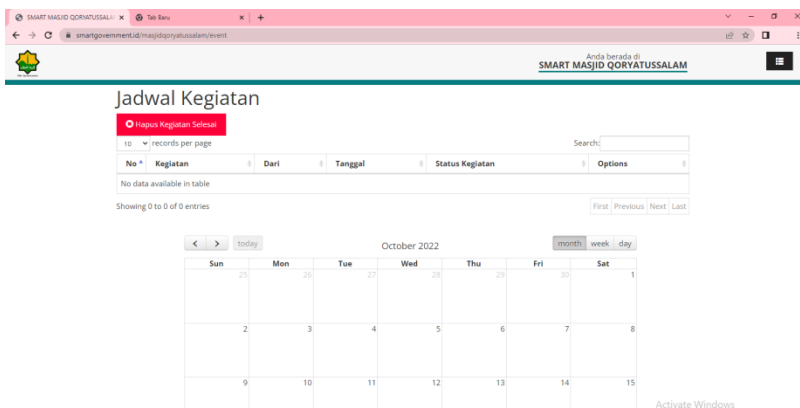 SMART MASJID QORYATUSSALA
Tab Baru
smartgovernment.id/masjidqoryatussalam/event
Anda berada di
SMART MASJID QORYATUSSALAM
Jadwal Kegiatan
Hapus Kegiatan Selesai
10 records per page
Search:
No Kegiatan Dari Tanggal Status Kegiatan Options
No data available in table
Showing 0 to 0 of 0 entries
First Previous Next Last
today October 2022 month week day
Sun Mon Tue Wed Thu Fri Sat
25 26 27 28 29 30 1
2 3 4 5 6 7 8
9 10 11 12 13 14 15
Activate Windows